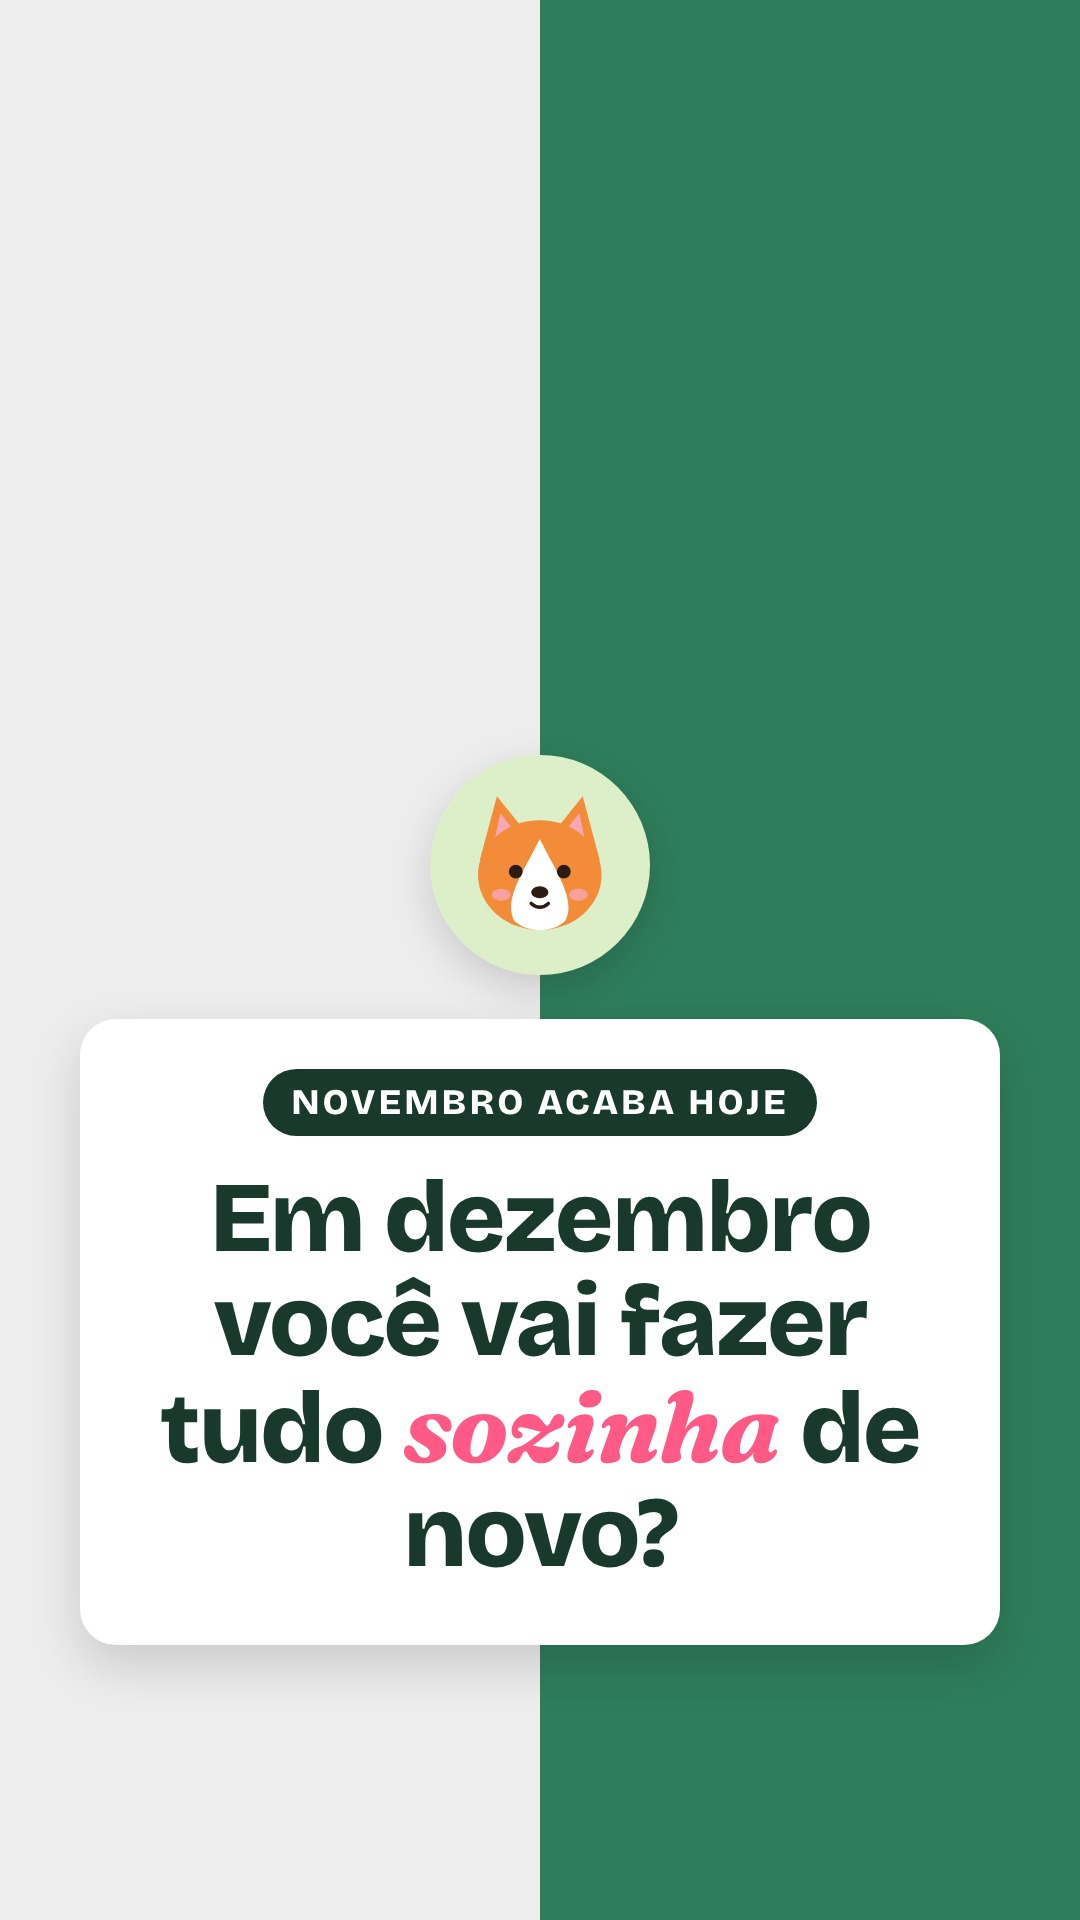 NOVEMBRO ACABA HOJE
Em dezembro
você vai fazer
tudo sozinha de
novo?